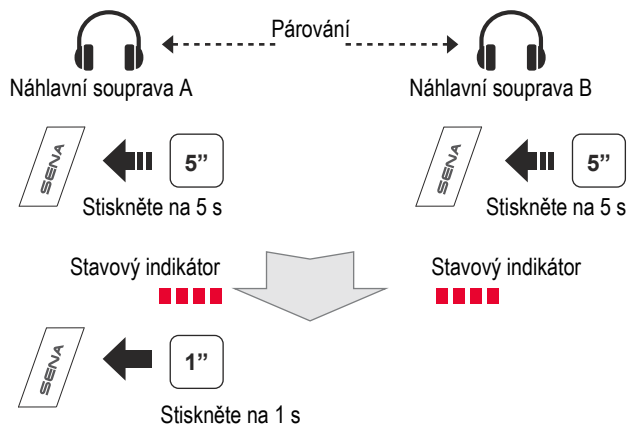 Párování
Náhlavní souprava A
Náhlavní souprava B
SENA
5”
SENA
5”
Stiskněte na 5 s
Stiskněte na 5 s
Stavový indikátor
Stavový indikátor
SENA
1”
Stiskněte na 1 s